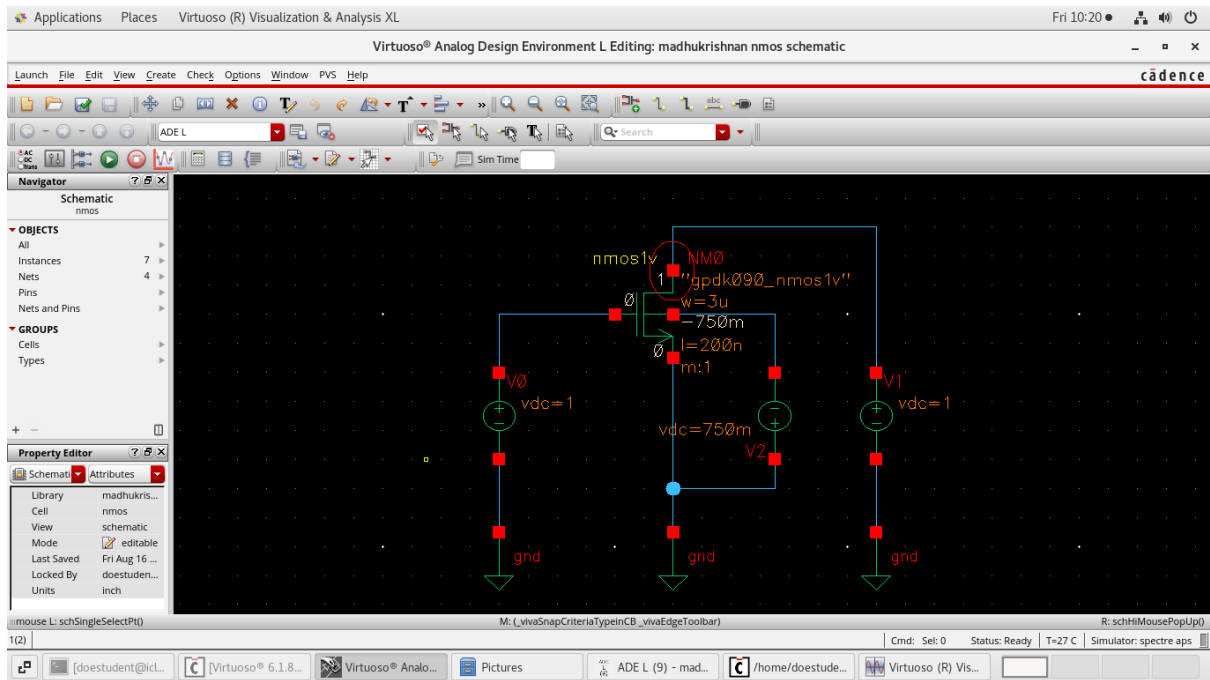 Applications Places Virtuoso (R) Visualization & Analysis XL Fri 10:20
Virtuoso® Analog Design Environment L Editing: madhukrishnan nmos schematic
Launch File Edit View Create Check Options Window PVS Help cādence
ADE L Search
Sim Time
Navigator
Schematic
nmos
OBJECTS
All
Instances 7
Nets 4
Pins
Nets and Pins
GROUPS
Cells
Types
Property Editor
Schemati Attributes
Library madhukris...
Cell nmos
View schematic
Mode editable
Last Saved Fri Aug 16 ...
Locked By doestuden...
Units inch
nmos1v NM0
1 "gpdk090_nmos1v"
0 w=3u
-750m
0 l=200n
m:1
V0 V1
vdc=1 vdc=1
vdc=750m
V2
gnd gnd gnd
mouse L: schSingleSelectPt() M: (_vivaSnapCriteriaTypeinCB _vivaEdgeToolbar) R: schHiMousePopUp()
1(2) Cmd: Sel: 0 Status: Ready T=27 C Simulator: spectre aps
[doestudent@icl... [Virtuoso® 6.1.8... Virtuoso® Analo... Pictures ADE L (9) - mad... /home/doestude... Virtuoso (R) Vis...